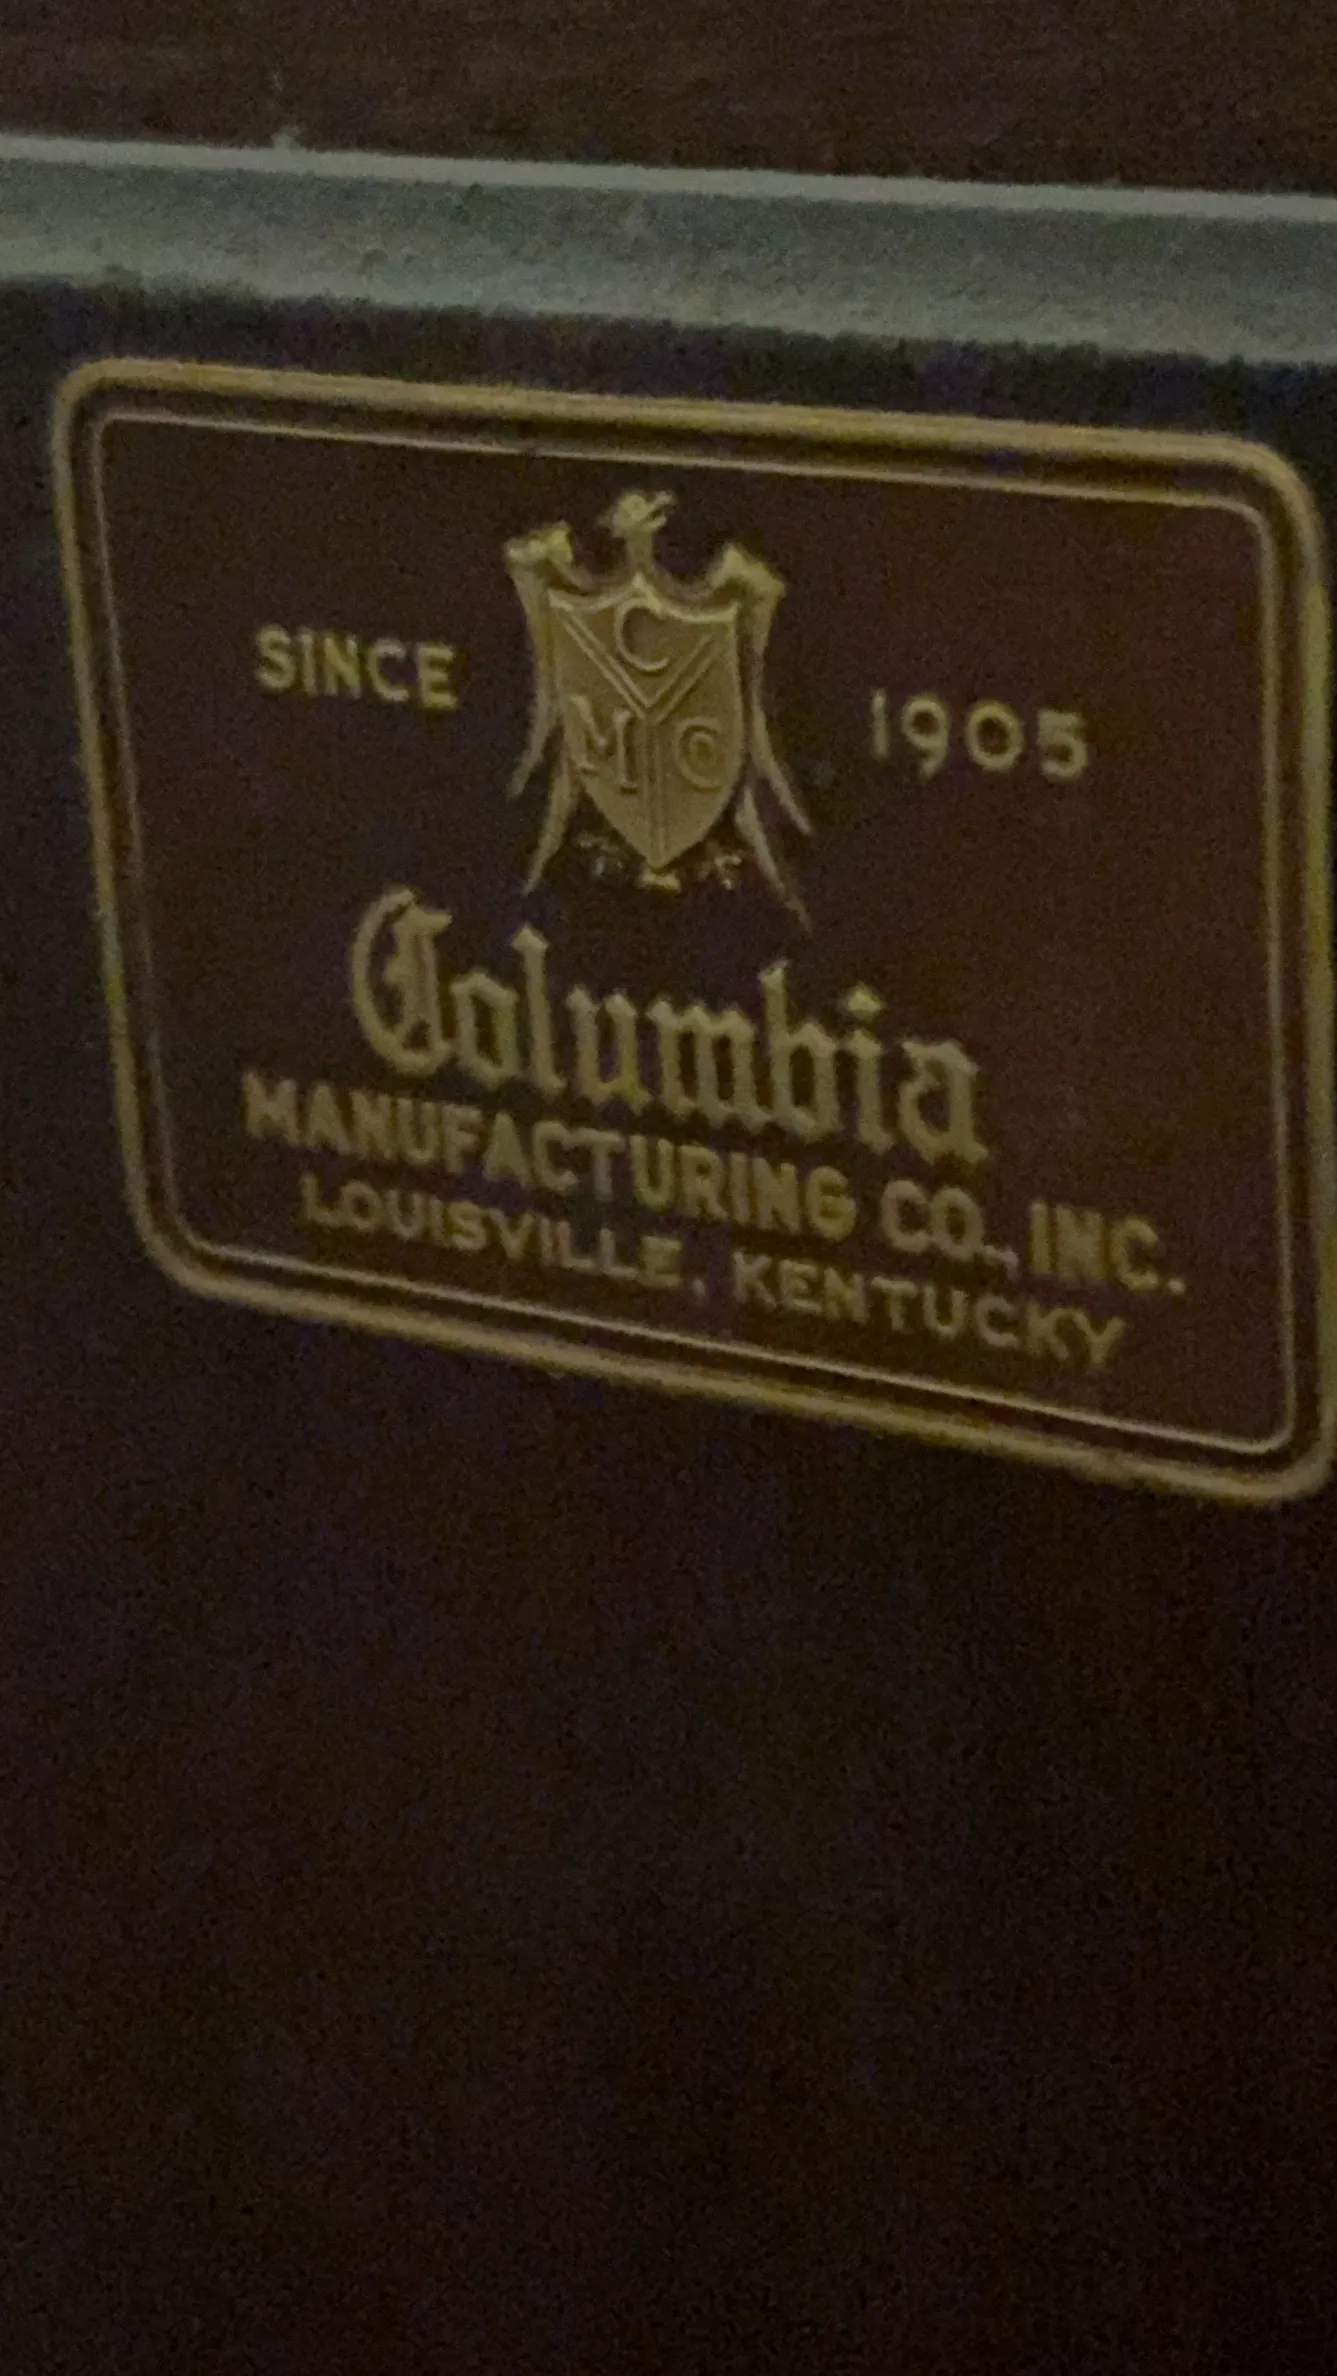 SINCE 1905
C
M C
Columbia
MANUFACTURING CO., INC.
LOUISVILLE, KENTUCKY